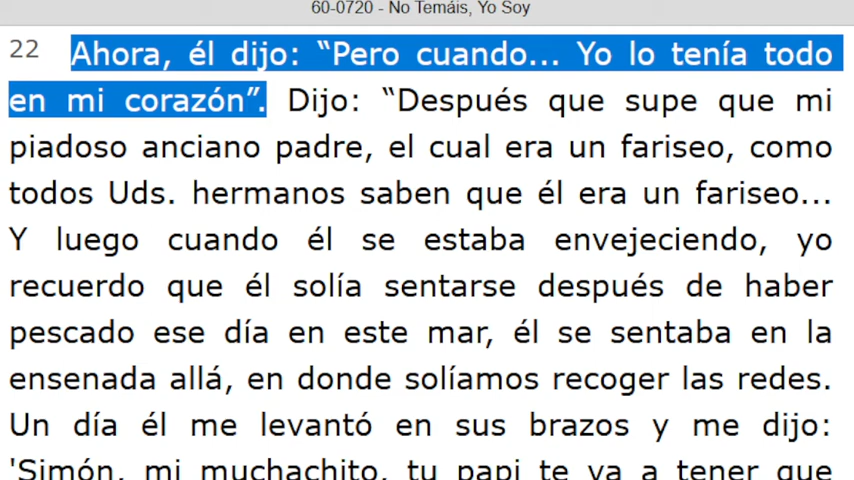 60-0720 - No Temáis, Yo Soy
22 Ahora, él dijo: “Pero cuando... Yo lo tenía todo
en mi corazón”. Dijo: “Después que supe que mi
piadoso anciano padre, el cual era un fariseo, como
todos Uds. hermanos saben que él era un fariseo...
Y luego cuando él se estaba envejeciendo, yo
recuerdo que él solía sentarse después de haber
pescado ese día en este mar, él se sentaba en la
ensenada allá, en donde solíamos recoger las redes.
Un día él me levantó en sus brazos y me dijo:
'Simón, mi muchachito, tu papi te va a tener que